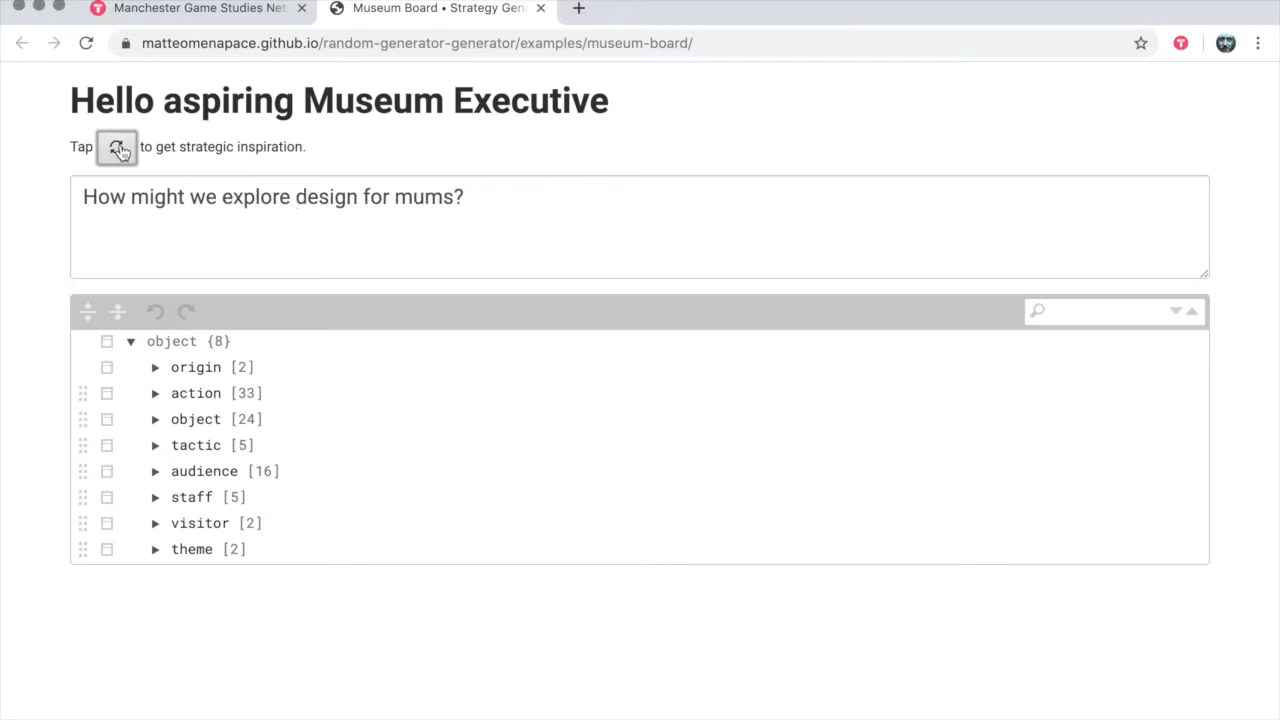 Manchester Game Studies Net
Museum Board • Strategy Gen
matteomenapace.github.io/random-generator-generator/examples/museum-board/
Hello aspiring Museum Executive
Tap to get strategic inspiration.
How might we explore design for mums?
object {8}
origin [2]
action [33]
object [24]
tactic [5]
audience [16]
staff [5]
visitor [2]
theme [2]